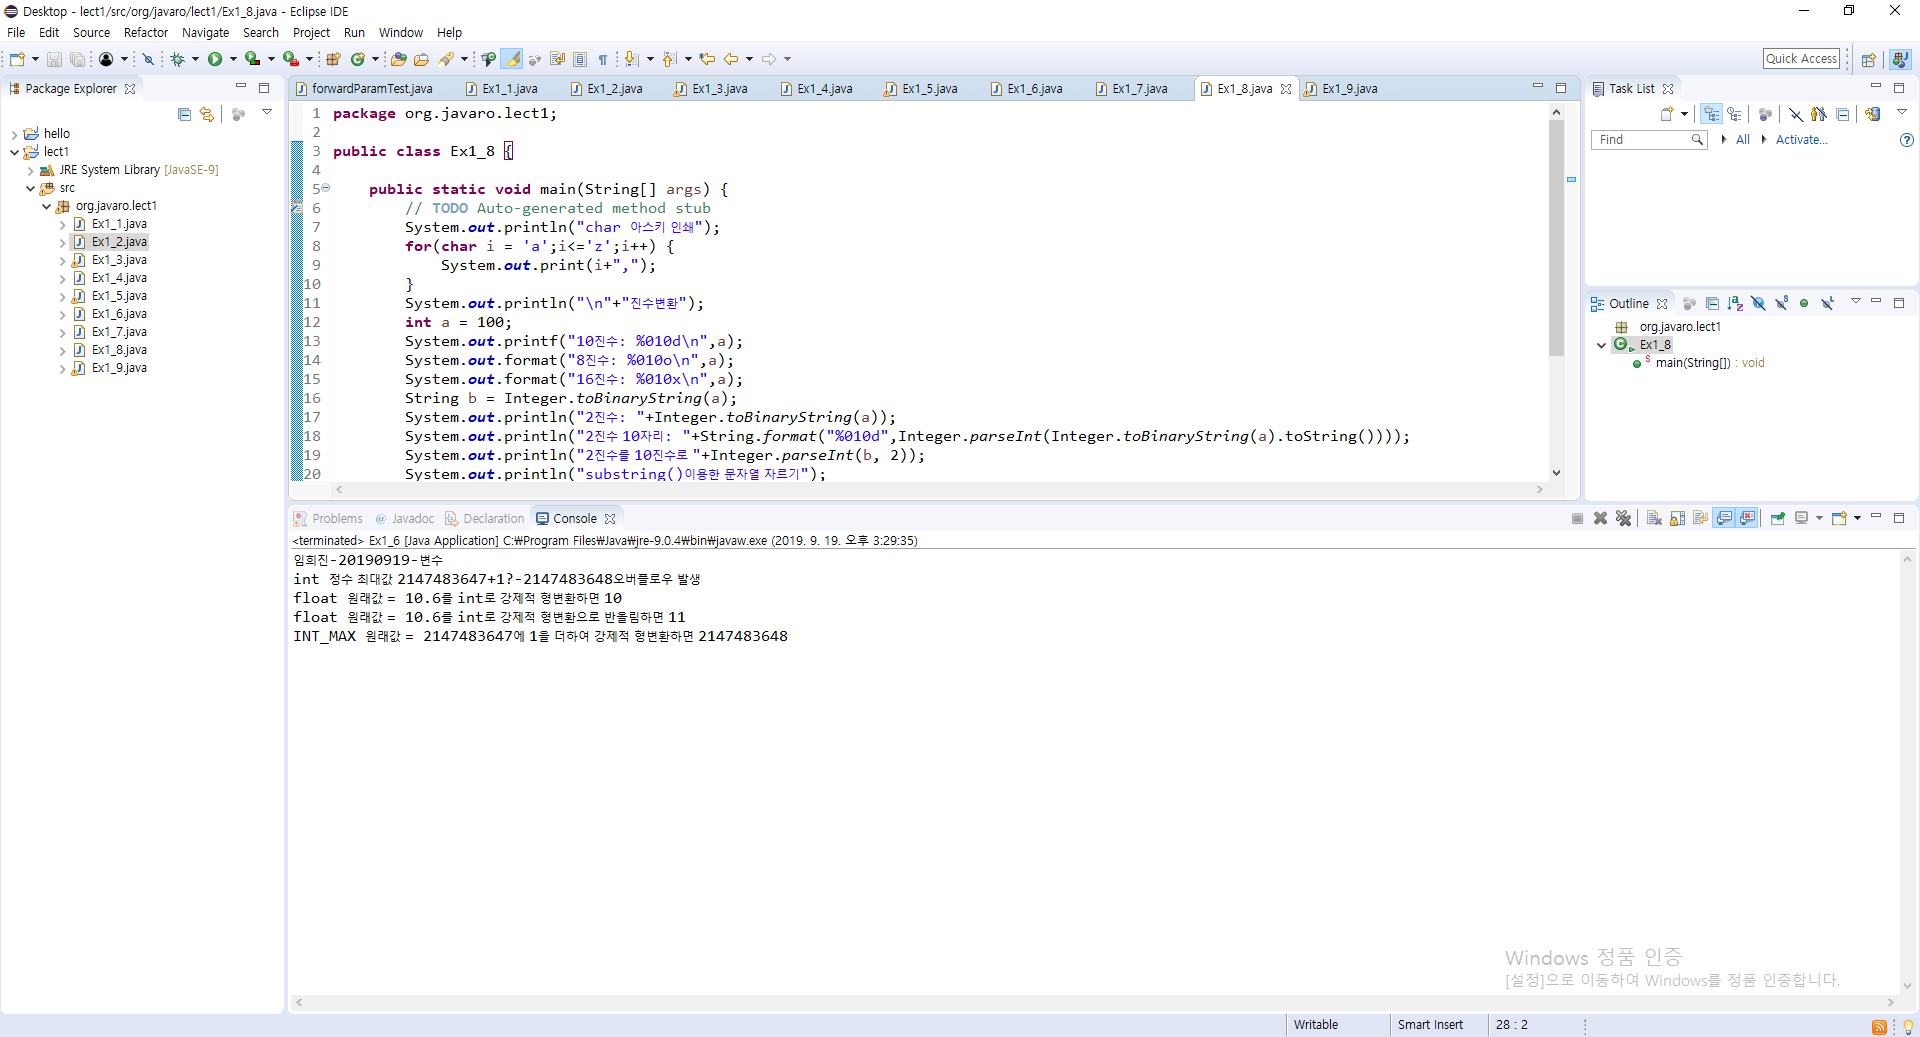 Desktop - lect1/src/org/javaro/lect1/Ex1_8.java - Eclipse IDE
File Edit Source Refactor Navigate Search Project Run Window Help
Quick Access
Package Explorer
hello
lect1
JRE System Library [JavaSE-9]
src
org.javaro.lect1
Ex1_1.java
Ex1_2.java
Ex1_3.java
Ex1_4.java
Ex1_5.java
Ex1_6.java
Ex1_7.java
Ex1_8.java
Ex1_9.java
forwardParamTest.java Ex1_1.java Ex1_2.java Ex1_3.java Ex1_4.java Ex1_5.java Ex1_6.java Ex1_7.java Ex1_8.java Ex1_9.java
1 package org.javaro.lect1;
2
3 public class Ex1_8 {
4
5 public static void main(String[] args) {
6 // TODO Auto-generated method stub
7 System.out.println("char 아스키 인쇄");
8 for(char i = 'a';i<='z';i++) {
9 System.out.print(i+",");
10 }
11 System.out.println("\n"+"진수변환");
12 int a = 100;
13 System.out.printf("10진수: %010d\n",a);
14 System.out.format("8진수: %010o\n",a);
15 System.out.format("16진수: %010x\n",a);
16 String b = Integer.toBinaryString(a);
17 System.out.println("2진수: "+Integer.toBinaryString(a));
18 System.out.println("2진수 10자리: "+String.format("%010d",Integer.parseInt(Integer.toBinaryString(a).toString())));
19 System.out.println("2진수를 10진수로 "+Integer.parseInt(b, 2));
20 System.out.println("substring()이용한 문자열 자르기");
Task List
Find All Activate...
Outline
org.javaro.lect1
Ex1_8
main(String[]) : void
Problems @ Javadoc Declaration Console
<terminated> Ex1_6 [Java Application] C:₩Program Files₩Java₩jre-9.0.4₩bin₩javaw.exe (2019. 9. 19. 오후 3:29:35)
임희진-20190919-변수
int 정수 최대값 2147483647+1?-2147483648오버플로우 발생
float 원래값 = 10.6를 int로 강제적 형변환하면 10
float 원래값 = 10.6를 int로 강제적 형변환으로 반올림하면 11
INT_MAX 원래값 = 2147483647에 1을 더하여 강제적 형변환하면 2147483648
Windows 정품 인증
[설정]으로 이동하여 Windows를 정품 인증합니다.
Writable Smart Insert 28 : 2